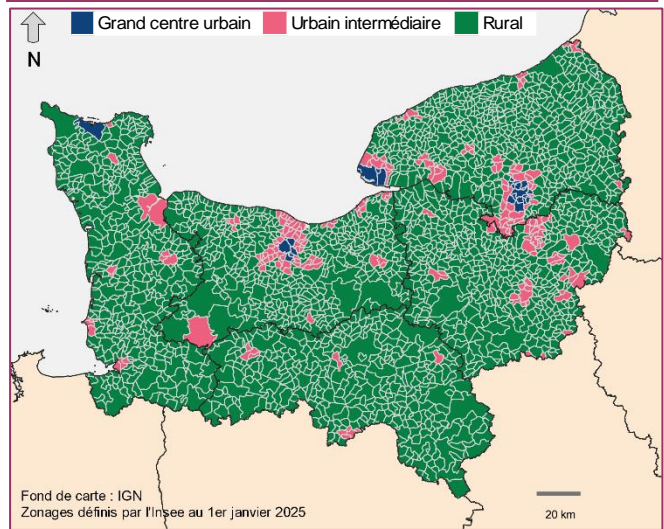 Grand centre urbain Urbain intermédiaire Rural
N
Fond de carte : IGN
Zonages définis par l'Insee au 1er janvier 2025
20 km